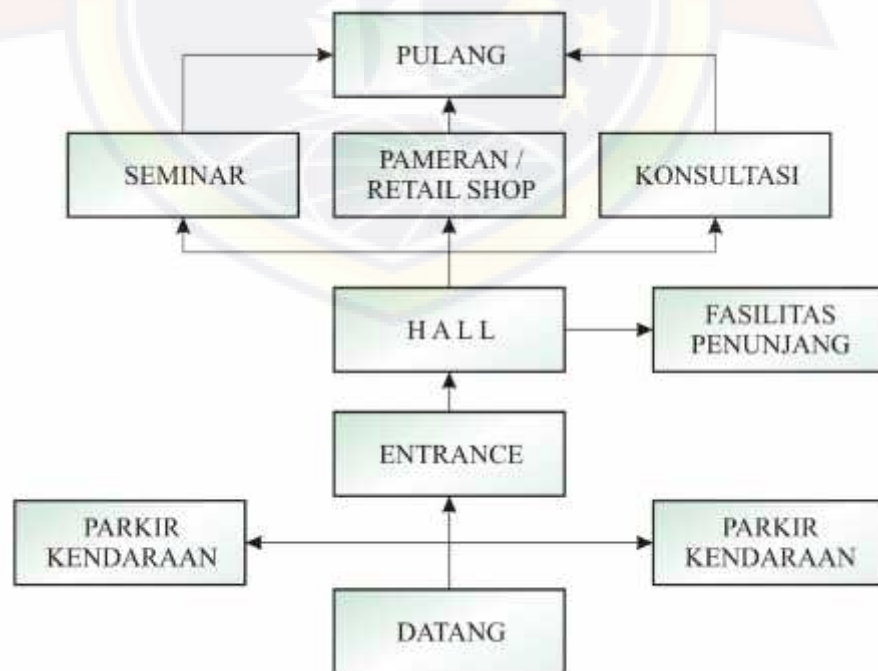 PULANG
SEMINAR
PAMERAN /
RETAIL SHOP
KONSULTASI
H A L L
FASILITAS
PENUNJANG
ENTRANCE
PARKIR
KENDARAAN
PARKIR
KENDARAAN
DATANG